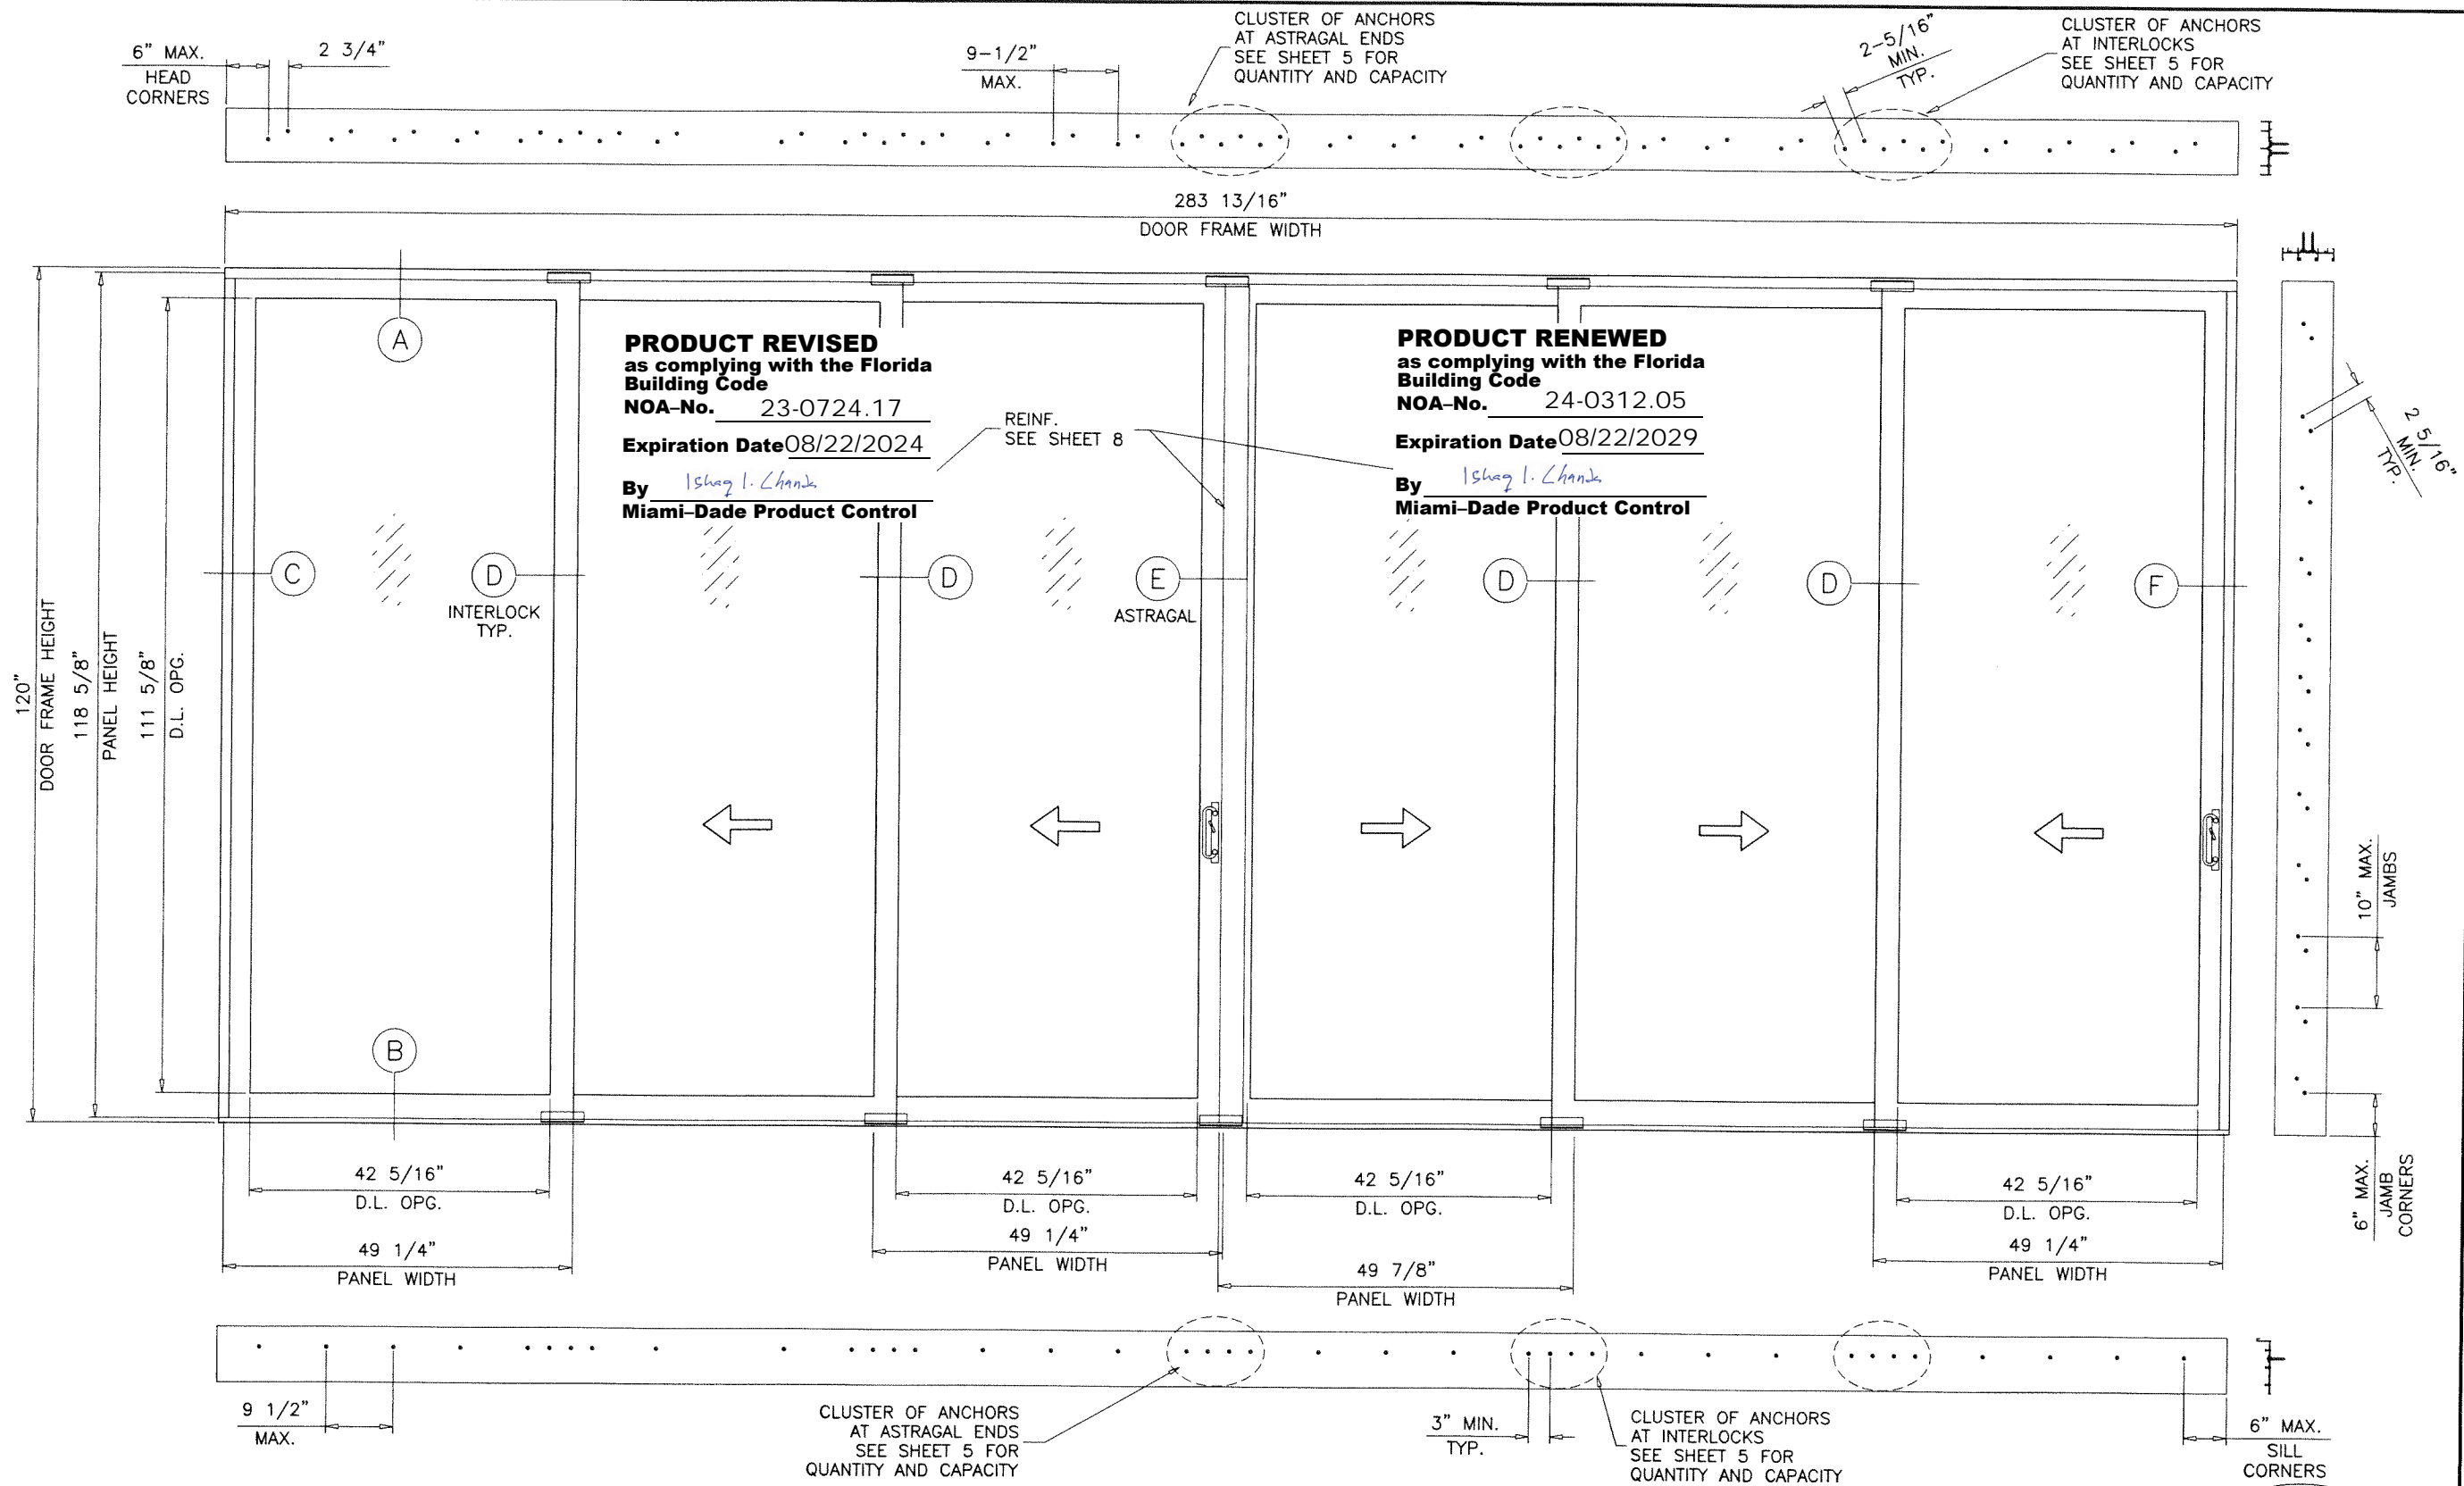 CLUSTER OF ANCHORS
AT ASTRAGAL ENDS
SEE SHEET 5 FOR
QUANTITY AND CAPACITY
CLUSTER OF ANCHORS
AT INTERLOCKS
SEE SHEET 5 FOR
QUANTITY AND CAPACITY
6" MAX.
HEAD
CORNERS
2 3/4"
9-1/2"
MAX.
2-5/16"
MIN.
TYP.
283 13/16"
DOOR FRAME WIDTH
A
PRODUCT REVISED
as complying with the Florida
Building Code
NOA-No. 23-0724.17
Expiration Date 08/22/2024
By Ishaq I. Chanda
Miami-Dade Product Control
REINF.
SEE SHEET 8
PRODUCT RENEWED
as complying with the Florida
Building Code
NOA-No. 24-0312.05
Expiration Date 08/22/2029
By Ishaq I. Chanda
Miami-Dade Product Control
2 5/16"
MIN.
TYP.
C
D
INTERLOCK
TYP.
D
E
ASTRAGAL
D
D
F
120"
DOOR FRAME HEIGHT
118 5/8"
PANEL HEIGHT
111 5/8"
D.L. OPG.
10" MAX.
JAMBS
B
6" MAX.
JAMB
CORNERS
42 5/16"
D.L. OPG.
42 5/16"
D.L. OPG.
42 5/16"
D.L. OPG.
42 5/16"
D.L. OPG.
49 1/4"
PANEL WIDTH
49 1/4"
PANEL WIDTH
49 7/8"
PANEL WIDTH
49 1/4"
PANEL WIDTH
9 1/2"
MAX.
CLUSTER OF ANCHORS
AT ASTRAGAL ENDS
SEE SHEET 5 FOR
QUANTITY AND CAPACITY
3" MIN.
TYP.
CLUSTER OF ANCHORS
AT INTERLOCKS
SEE SHEET 5 FOR
QUANTITY AND CAPACITY
6" MAX.
SILL
CORNERS